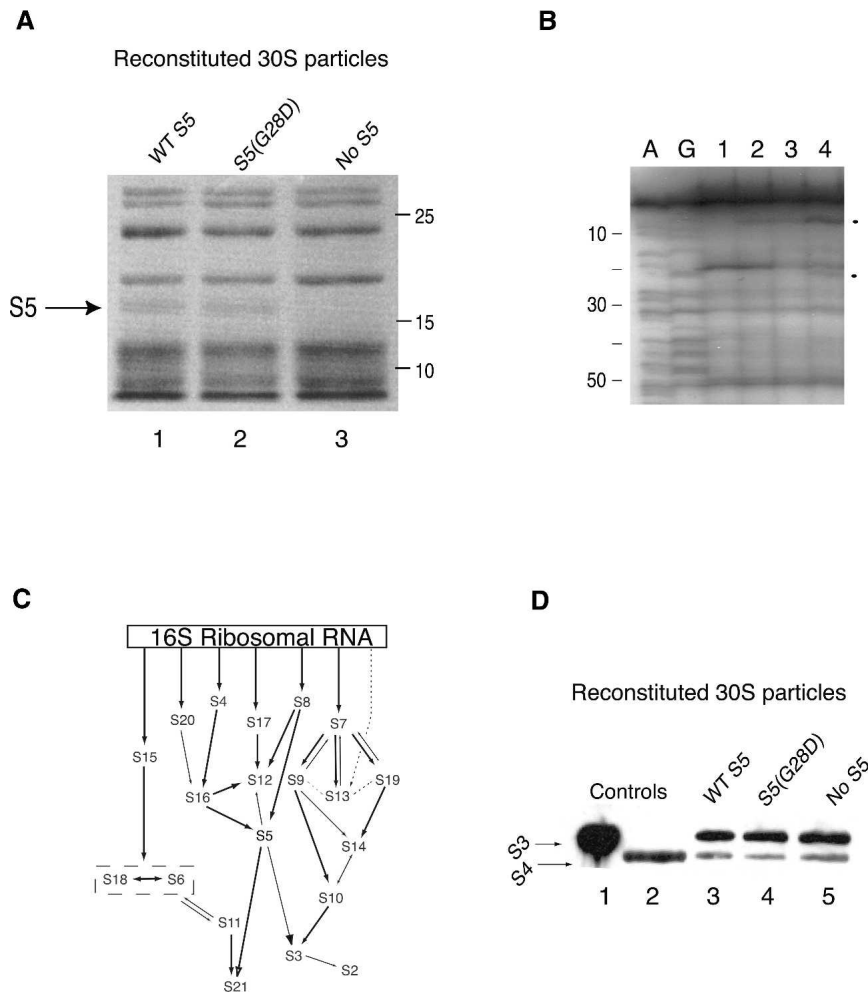 A
Reconstituted 30S particles
WT S5
S5(G28D)
No S5
25
S5
15
10
1 2 3
B
A G 1 2 3 4
10
30
50
C
16S Ribosomal RNA
S4
S8
S20
S17
S7
S15
S12
S9
S19
S16
S13
S5
S14
S18
S6
S10
S11
S3
S2
S21
D
Reconstituted 30S particles
Controls
WT S5
S5(G28D)
No S5
S3
S4
1 2 3 4 5